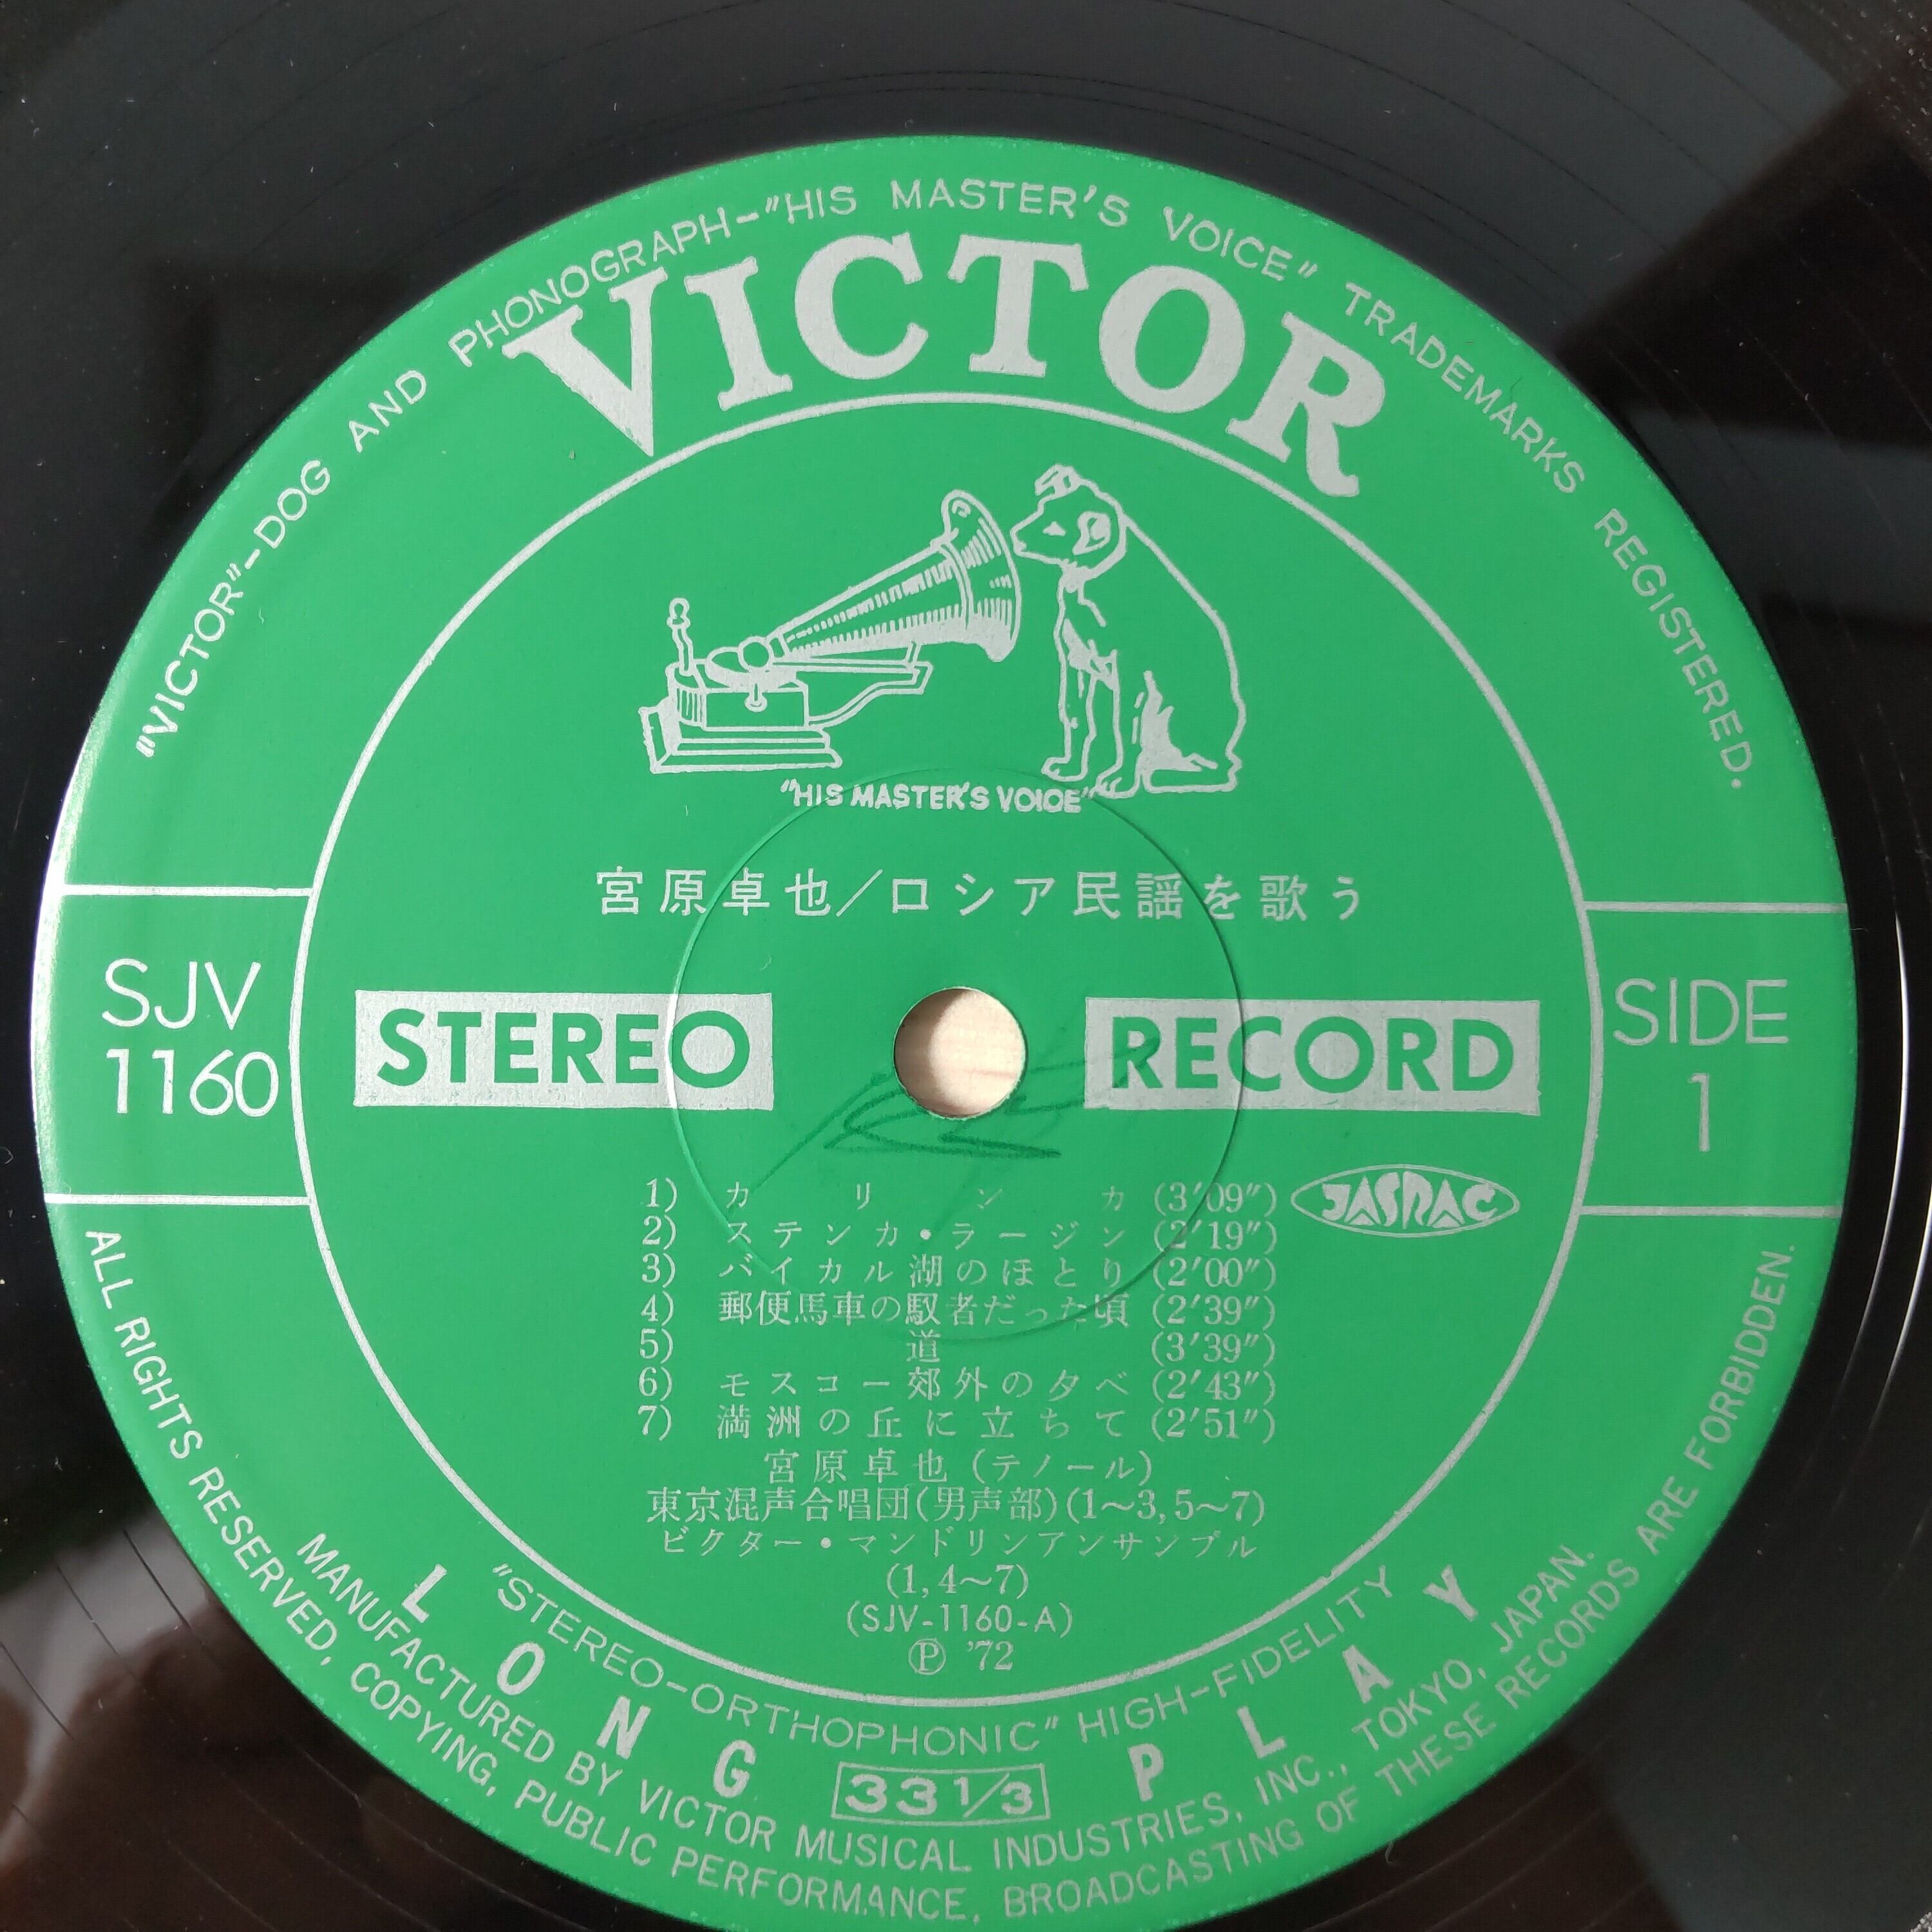 "VICTOR"–DOG AND PHONOGRAPH–"HIS MASTER'S VOICE" TRADEMARKS REGISTERED.
VICTOR
"HIS MASTER'S VOICE"
宮原卓也/ロシア民謡を歌う
SJV
1160
STEREO
RECORD
SIDE
1
1) カリンカ (3′09″)
JASRAC
2) ステンカ・ラージン (2′19″)
3) バイカル湖のほとり (2′00″)
4) 郵便馬車の馭者だった頃 (2′39″)
5) 道 (3′39″)
6) モスコー郊外の夕べ (2′43″)
7) 満洲の丘に立ちて (2′51″)
宮原卓也(テノール)
東京混声合唱団(男声部)(1〜3,5〜7)
ビクター・マンドリンアンサンブル
(1,4〜7)
(SJV-1160-A)
Ⓟ '72
"STEREO–ORTHOPHONIC" HIGH–FIDELITY
LONG PLAY
33 1/3
MANUFACTURED BY VICTOR MUSICAL INDUSTRIES, INC., TOKYO, JAPAN.
ALL RIGHTS RESERVED, COPYING, PUBLIC PERFORMANCE, BROADCASTING OF THESE RECORDS ARE FORBIDDEN.